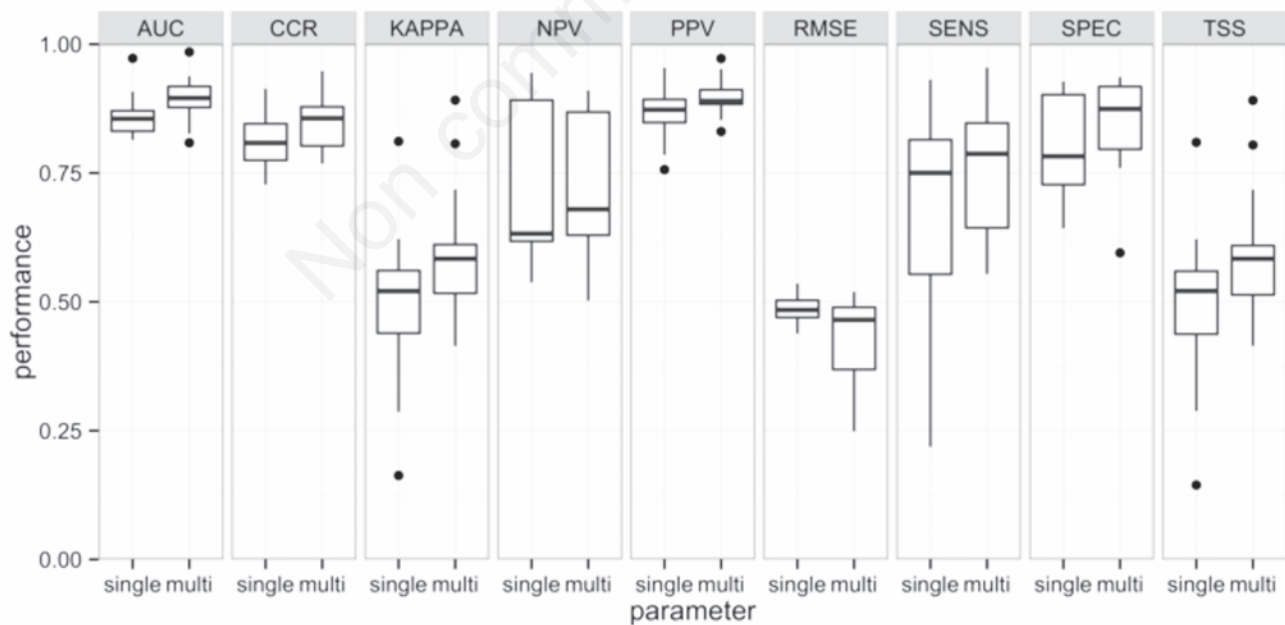 AUC CCR KAPPA NPV PPV RMSE SENS SPEC TSS
1.00
0.75
0.50
0.25
0.00
performance
single multi single multi single multi single multi single multi single multi single multi single multi single multi
parameter
Non comm